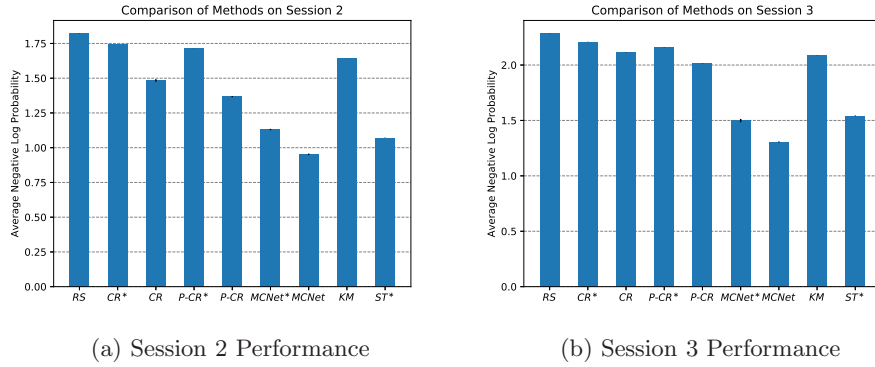 Comparison of Methods on Session 2
Average Negative Log Probability
1.75
1.50
1.25
1.00
0.75
0.50
0.25
0.00
RS CR* CR P-CR* P-CR MCNet* MCNet KM ST*
(a) Session 2 Performance
Comparison of Methods on Session 3
Average Negative Log Probability
2.0
1.5
1.0
0.5
0.0
RS CR* CR P-CR* P-CR MCNet* MCNet KM ST*
(b) Session 3 Performance